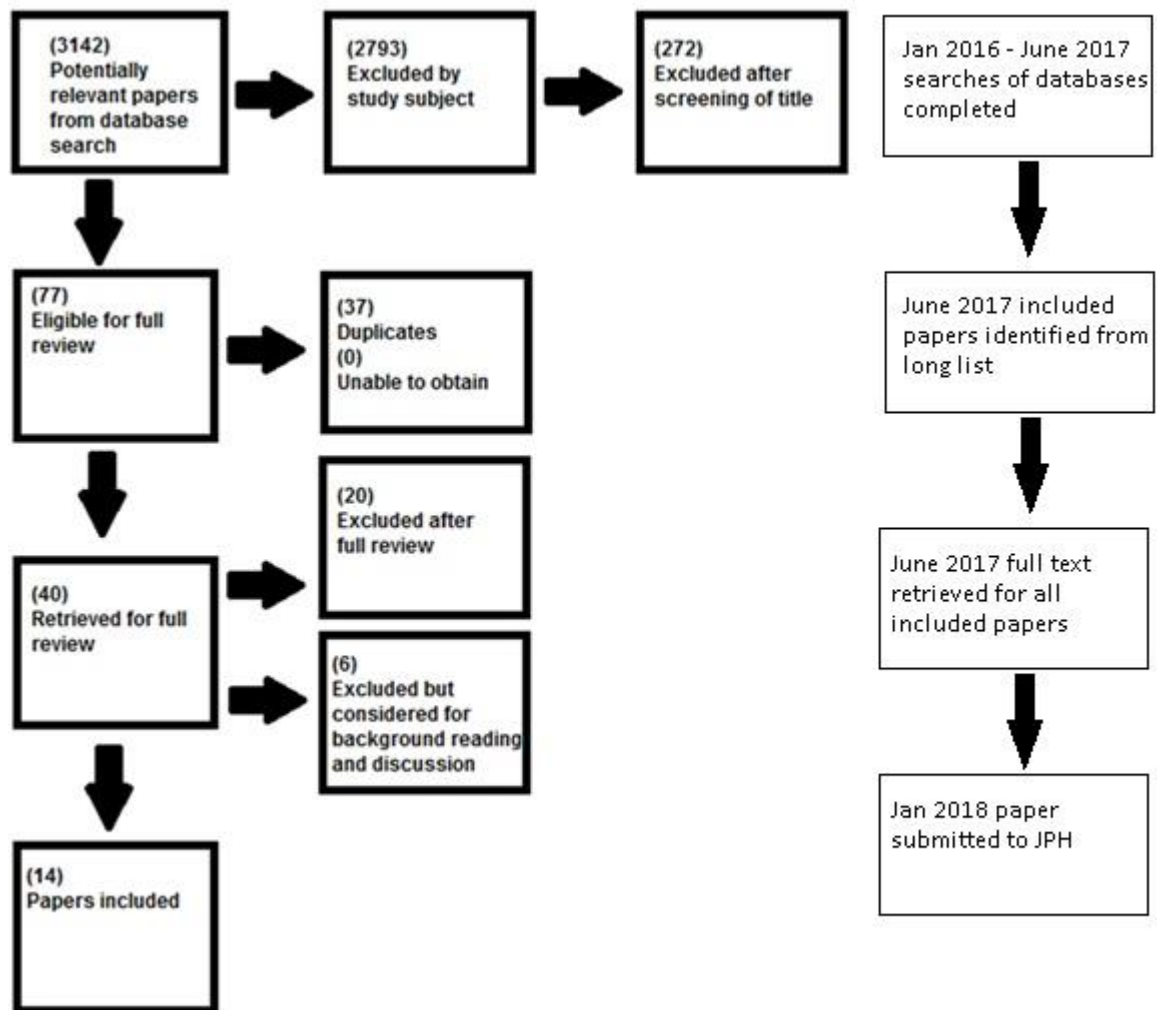 (3142)
Potentially
relevant papers
from database
search
(2793)
Excluded by
study subject
(272)
Excluded after
screening of title
(77)
Eligible for full
review
(37)
Duplicates
(0)
Unable to obtain
(20)
Excluded after
full review
(40)
Retrieved for full
review
(6)
Excluded but
considered for
background reading
and discussion
(14)
Papers included
Jan 2016 - June 2017
searches of databases
completed
June 2017 included
papers identified from
long list
June 2017 full text
retrieved for all
included papers
Jan 2018 paper
submitted to JPH